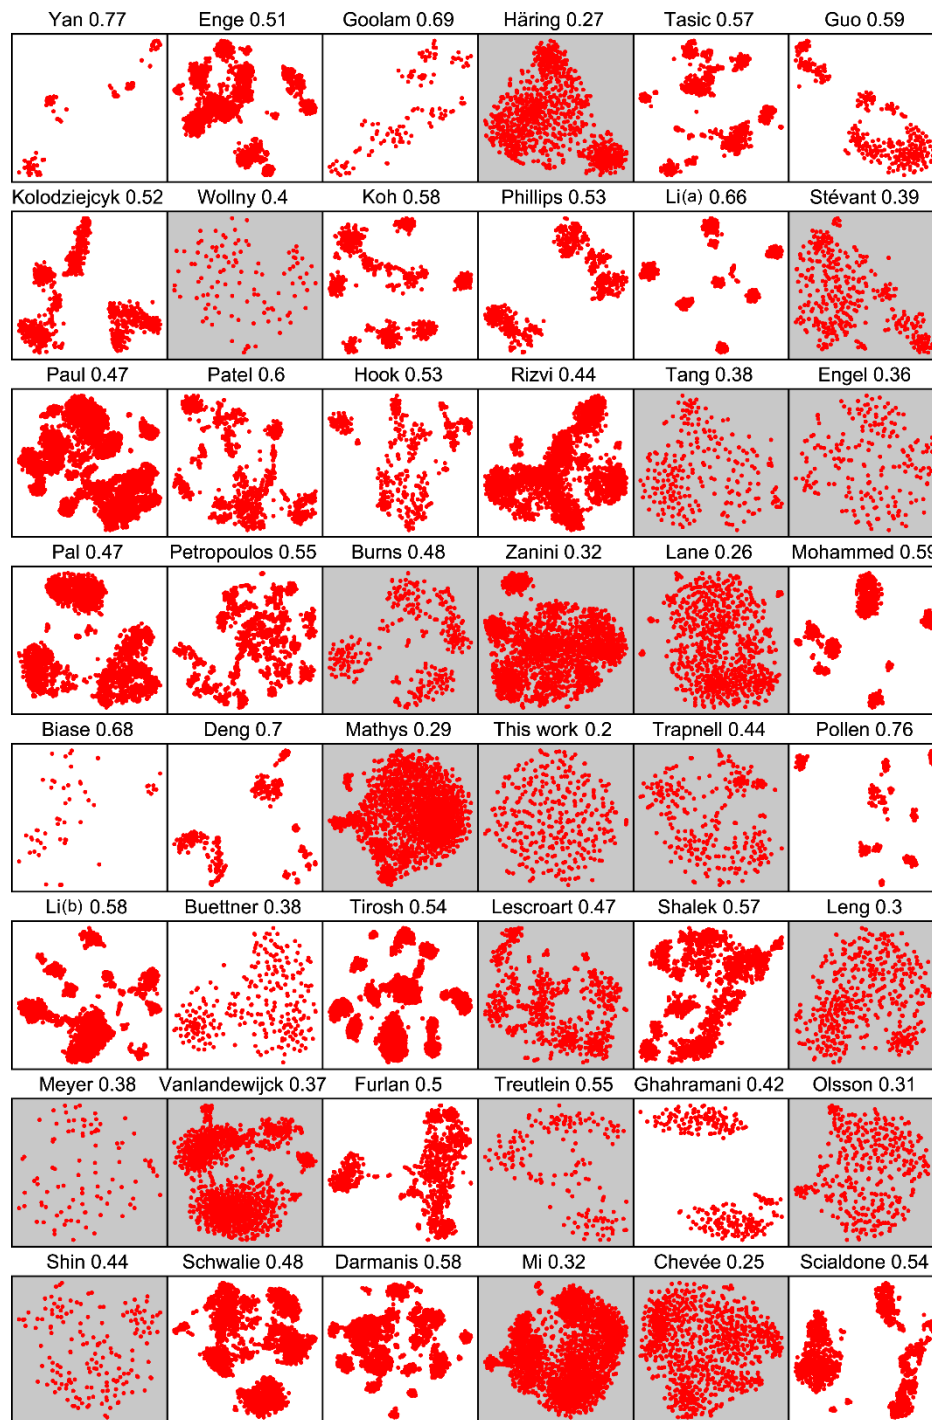 Yan 0.77 Enge 0.51 Goolam 0.69 Häring 0.27 Tasic 0.57 Guo 0.59
Kolodziejcyk 0.52 Wollny 0.4 Koh 0.58 Phillips 0.53 Li(a) 0.66 Stévant 0.39
Paul 0.47 Patel 0.6 Hook 0.53 Rizvi 0.44 Tang 0.38 Engel 0.36
Pal 0.47 Petropoulos 0.55 Burns 0.48 Zanini 0.32 Lane 0.26 Mohammed 0.59
Biase 0.68 Deng 0.7 Mathys 0.29 This work 0.2 Trapnell 0.44 Pollen 0.76
Li(b) 0.58 Buettner 0.38 Tirosh 0.54 Lescroart 0.47 Shalek 0.57 Leng 0.3
Meyer 0.38 Vanlandewijck 0.37 Furlan 0.5 Treutlein 0.55 Ghahramani 0.42 Olsson 0.31
Shin 0.44 Schwalie 0.48 Darmanis 0.58 Mi 0.32 Chevée 0.25 Scialdone 0.54